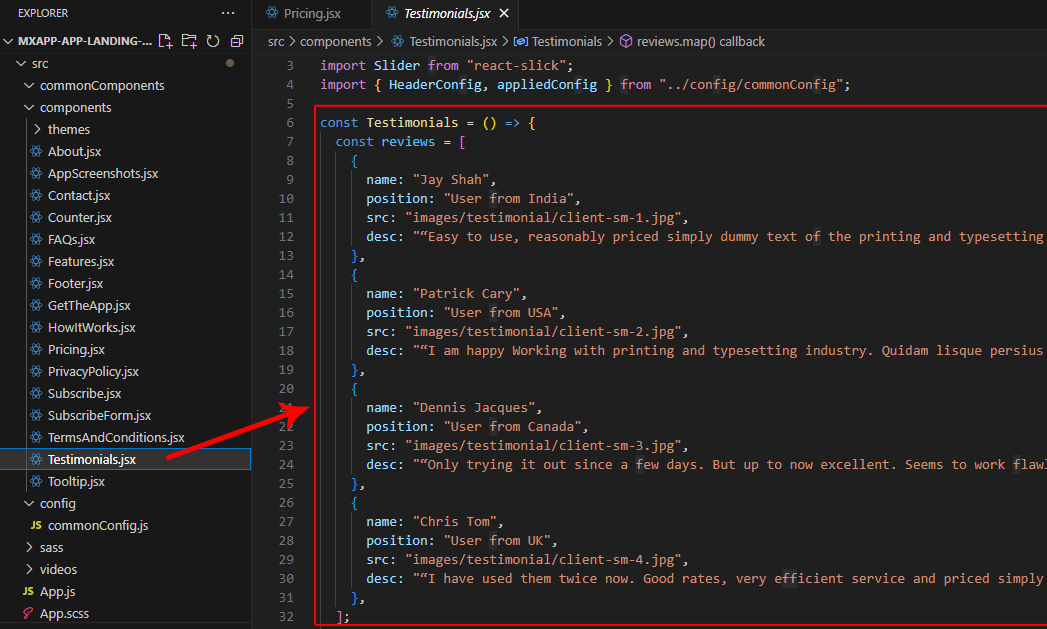 EXPLORER ···
MXAPP-APP-LANDING-...
src
commonComponents
components
themes
About.jsx
AppScreenshots.jsx
Contact.jsx
Counter.jsx
FAQs.jsx
Features.jsx
Footer.jsx
GetTheApp.jsx
HowItWorks.jsx
Pricing.jsx
PrivacyPolicy.jsx
Subscribe.jsx
SubscribeForm.jsx
TermsAndConditions.jsx
Testimonials.jsx
Tooltip.jsx
config
JS commonConfig.js
sass
videos
JS App.js
App.scss
Pricing.jsx Testimonials.jsx
src > components > Testimonials.jsx > Testimonials > reviews.map() callback
3 import Slider from "react-slick";
4 import { HeaderConfig, appliedConfig } from "../config/commonConfig";
5
6 const Testimonials = () => {
7 const reviews = [
8 {
9 name: "Jay Shah",
10 position: "User from India",
11 src: "images/testimonial/client-sm-1.jpg",
12 desc: "“Easy to use, reasonably priced simply dummy text of the printing and typesetting
13 },
14 {
15 name: "Patrick Cary",
16 position: "User from USA",
17 src: "images/testimonial/client-sm-2.jpg",
18 desc: "“I am happy Working with printing and typesetting industry. Quidam lisque persius
19 },
20 {
21 name: "Dennis Jacques",
22 position: "User from Canada",
23 src: "images/testimonial/client-sm-3.jpg",
24 desc: "“Only trying it out since a few days. But up to now excellent. Seems to work flaw
25 },
26 {
27 name: "Chris Tom",
28 position: "User from UK",
29 src: "images/testimonial/client-sm-4.jpg",
30 desc: "“I have used them twice now. Good rates, very efficient service and priced simply
31 },
32 ];